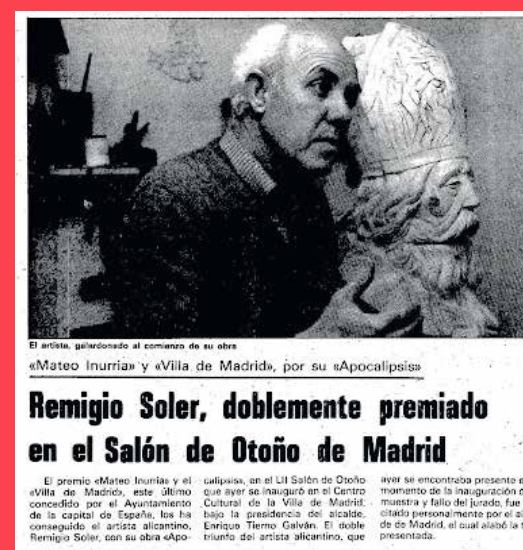 El artista, galardonado al comienzo de su obra
«Mateo Inurria» y «Villa de Madrid», por su «Apocalipsis»
Remigio Soler, doblemente premiado
en el Salón de Otoño de Madrid
El premio «Mateo Inurria» y el
«Villa de Madrid», este último
concedido por el Ayuntamiento
de la capital de España, los ha
conseguido el artista alicantino,
Remigio Soler, con su obra «Apo-
calipsis», en el LII Salón de Otoño
que ayer se inauguró en el Centro
Cultural de la Villa de Madrid,
bajo la presidencia del alcalde,
Enrique Tierno Galván. El doble
triunfo del artista alicantino, que
ayer se encontraba presente e
momento de la inauguración d
muestra y fallo del jurado, fue
citado personalmente por el al
de de Madrid, el cual alabó la
presentada.